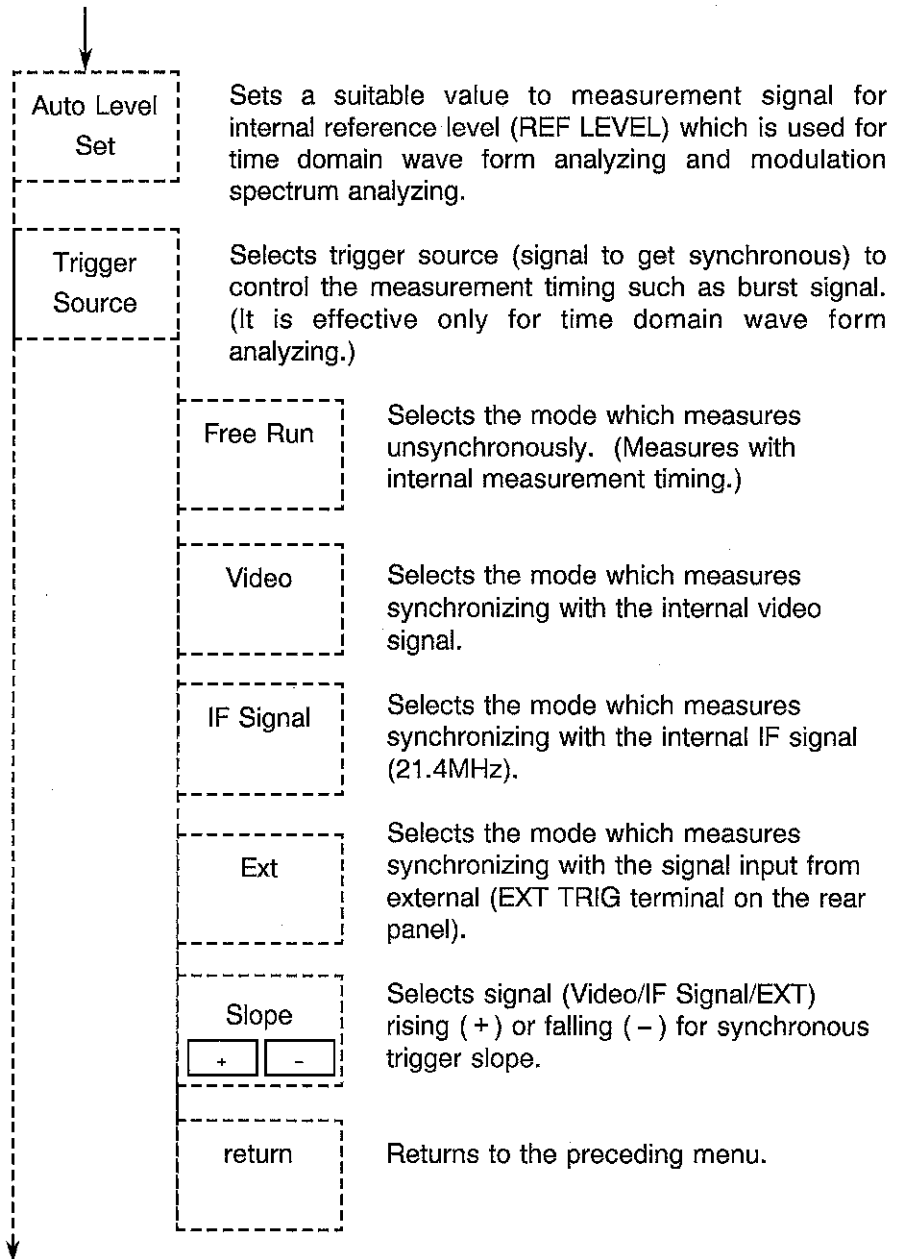 Auto Level
Set
Sets a suitable value to measurement signal for
internal reference level (REF LEVEL) which is used for
time domain wave form analyzing and modulation
spectrum analyzing.
Trigger
Source
Selects trigger source (signal to get synchronous) to
control the measurement timing such as burst signal.
(It is effective only for time domain wave form
analyzing.)
Free Run
Selects the mode which measures
unsynchronously. (Measures with
internal measurement timing.)
Video
Selects the mode which measures
synchronizing with the internal video
signal.
IF Signal
Selects the mode which measures
synchronizing with the internal IF signal
(21.4MHz).
Ext
Selects the mode which measures
synchronizing with the signal input from
external (EXT TRIG terminal on the rear
panel).
Slope
+ -
Selects signal (Video/IF Signal/EXT)
rising (+) or falling (-) for synchronous
trigger slope.
return
Returns to the preceding menu.